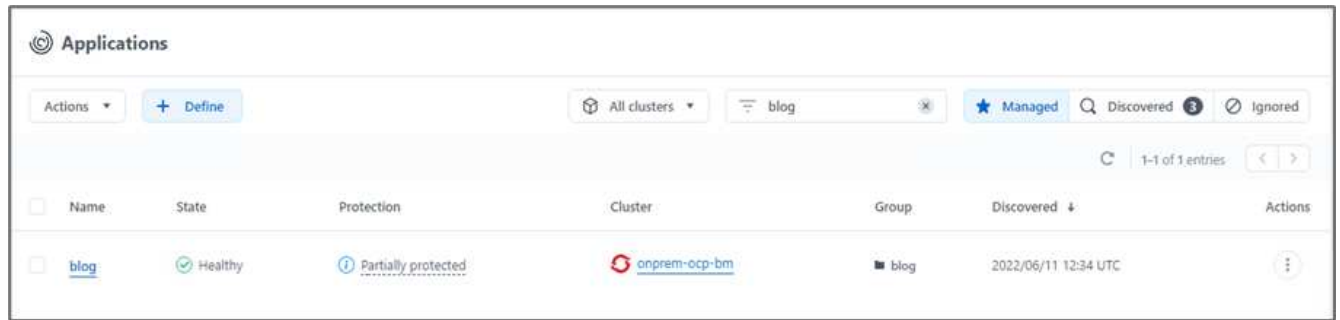 Applications
Actions + Define All clusters blog Managed Discovered 3 Ignored
1-1 of 1 entries
Name State Protection Cluster Group Discovered Actions
blog Healthy Partially protected onprem-ocp-bm blog 2022/06/11 12:34 UTC